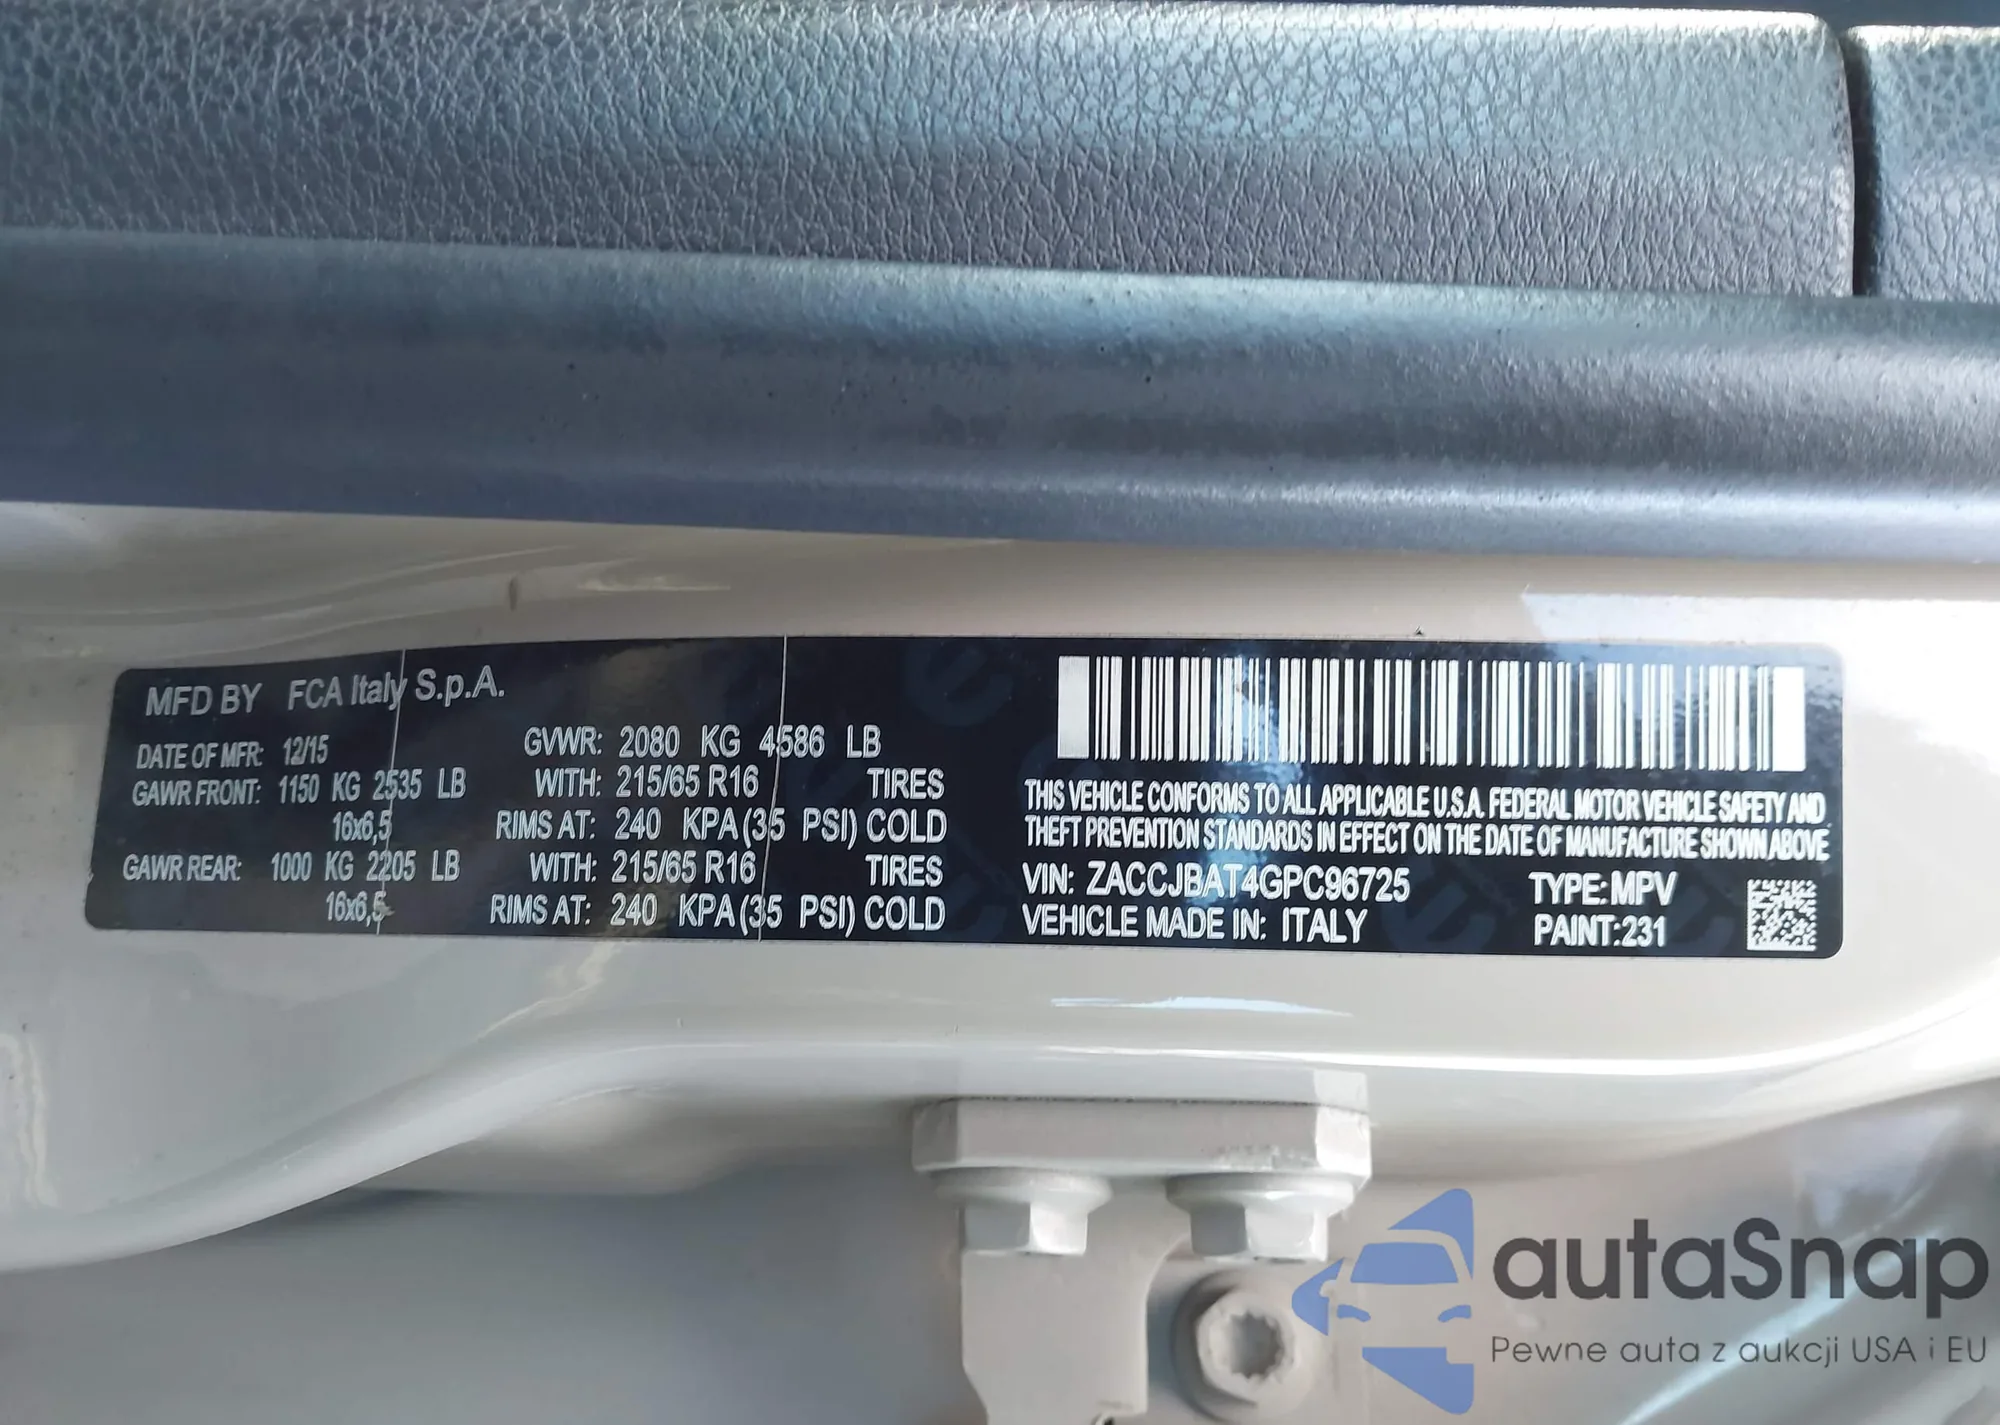 MFD BY FCA Italy S.p.A.
DATE OF MFR: 12/15 GVWR: 2080 KG 4586 LB
GAWR FRONT: 1150 KG 2535 LB WITH: 215/65 R16 TIRES
16x6,5 RIMS AT: 240 KPA (35 PSI) COLD
GAWR REAR: 1000 KG 2205 LB WITH: 215/65 R16 TIRES
16x6,5 RIMS AT: 240 KPA (35 PSI) COLD
THIS VEHICLE CONFORMS TO ALL APPLICABLE U.S.A. FEDERAL MOTOR VEHICLE SAFETY AND
THEFT PREVENTION STANDARDS IN EFFECT ON THE DATE OF MANUFACTURE SHOWN ABOVE
VIN: ZACCJBAT4GPC96725 TYPE: MPV
VEHICLE MADE IN: ITALY PAINT: 231
autaSnap
Pewne auta z aukcji USA i EU